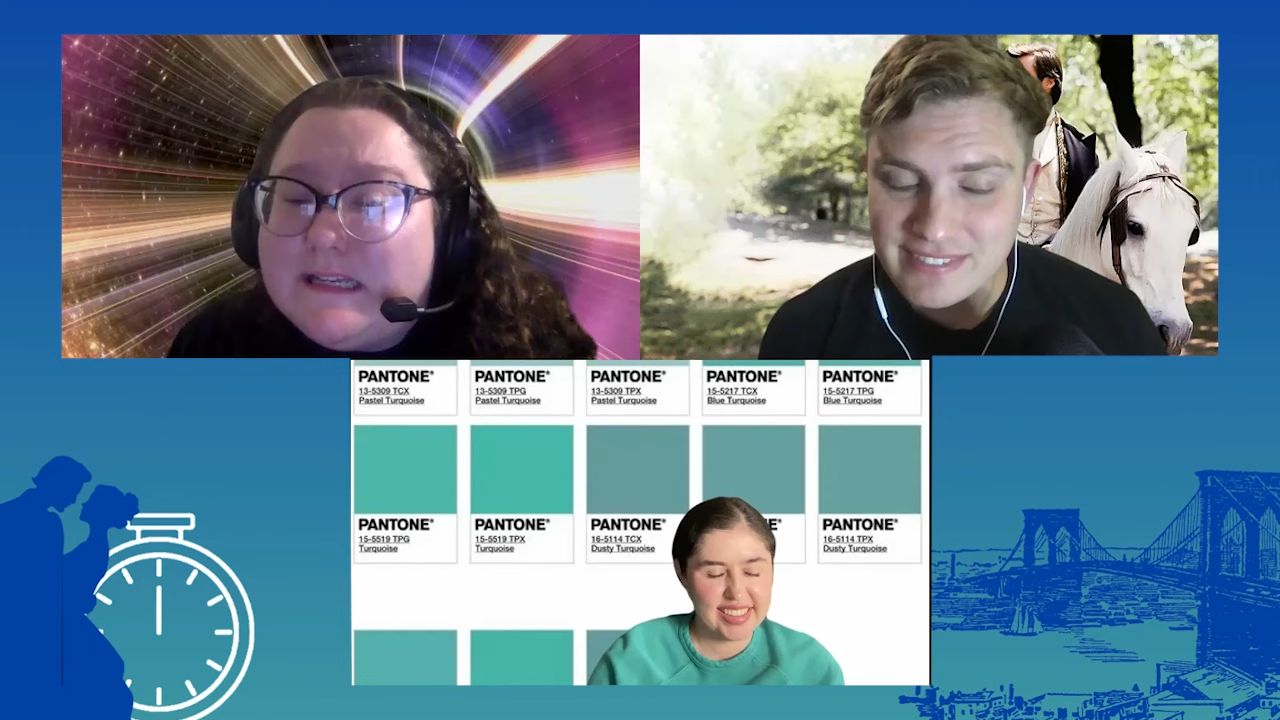 PANTONE®
13-5309 TCX
Pastel Turquoise
PANTONE®
13-5309 TPG
Pastel Turquoise
PANTONE®
13-5309 TPX
Pastel Turquoise
PANTONE®
15-5217 TCX
Blue Turquoise
PANTONE®
15-5217 TPG
Blue Turquoise
PANTONE®
15-5519 TPG
Turquoise
PANTONE®
15-5519 TPX
Turquoise
PANTONE®
16-5114 TCX
Dusty Turquoise
E®
PANTONE®
16-5114 TPX
Dusty Turquoise